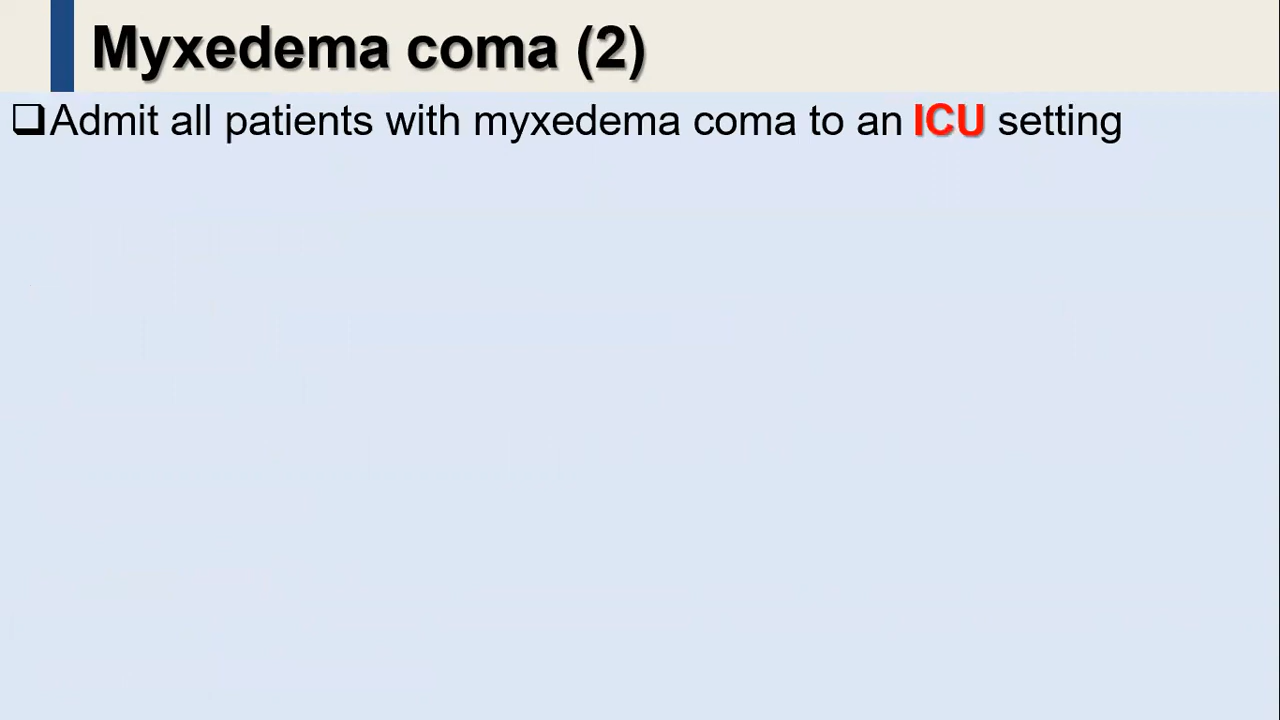 Myxedema coma (2)
❑Admit all patients with myxedema coma to an ICU setting